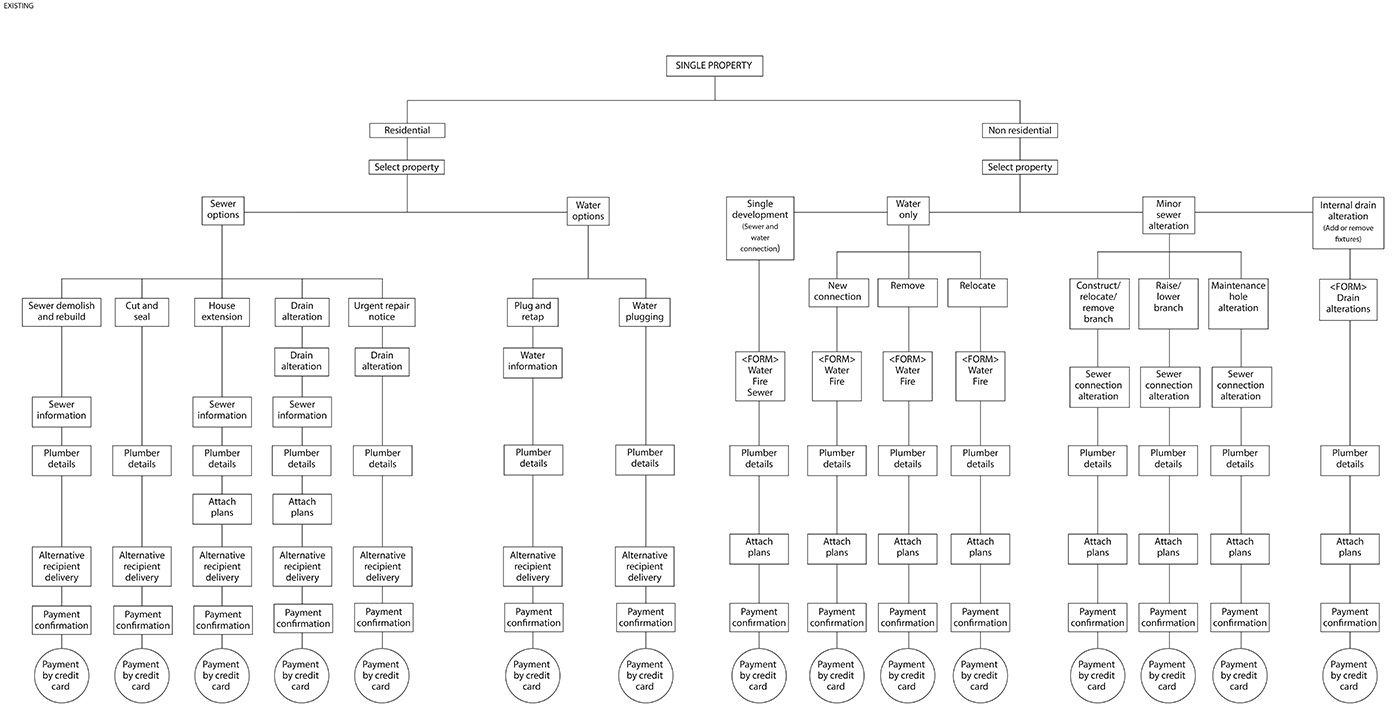 EXISTING
SINGLE PROPERTY
Residential
Non residential
Select property
Select property
Sewer
options
Water
options
Single
development
(Sewer and
water
connection)
Water
only
Minor
sewer
alteration
Internal drain
alteration
(Add or remove
fixtures)
Sewer demolish
and rebuild
Cut and
seal
House
extension
Drain
alteration
Urgent repair
notice
Plug and
retap
Water
plugging
New
connection
Remove
Relocate
Construct/
relocate/
remove
branch
Raise/
lower
branch
Maintenance
hole
alteration
<FORM>
Drain
alterations
Drain
alteration
Drain
alteration
Water
information
<FORM>
Water
Fire
Sewer
<FORM>
Water
Fire
<FORM>
Water
Fire
<FORM>
Water
Fire
Sewer
connection
alteration
Sewer
connection
alteration
Sewer
connection
alteration
Sewer
information
Sewer
information
Sewer
information
Plumber
details
Plumber
details
Plumber
details
Plumber
details
Plumber
details
Plumber
details
Plumber
details
Plumber
details
Plumber
details
Plumber
details
Plumber
details
Plumber
details
Plumber
details
Plumber
details
Plumber
details
Attach
plans
Attach
plans
Attach
plans
Attach
plans
Attach
plans
Attach
plans
Attach
plans
Attach
plans
Attach
plans
Attach
plans
Alternative
recipient
delivery
Alternative
recipient
delivery
Alternative
recipient
delivery
Alternative
recipient
delivery
Alternative
recipient
delivery
Alternative
recipient
delivery
Alternative
recipient
delivery
Payment
confirmation
Payment
confirmation
Payment
confirmation
Payment
confirmation
Payment
confirmation
Payment
confirmation
Payment
confirmation
Payment
confirmation
Payment
confirmation
Payment
confirmation
Payment
confirmation
Payment
confirmation
Payment
confirmation
Payment
confirmation
Payment
confirmation
Payment
by credit
card
Payment
by credit
card
Payment
by credit
card
Payment
by credit
card
Payment
by credit
card
Payment
by credit
card
Payment
by credit
card
Payment
by credit
card
Payment
by credit
card
Payment
by credit
card
Payment
by credit
card
Payment
by credit
card
Payment
by credit
card
Payment
by credit
card
Payment
by credit
card